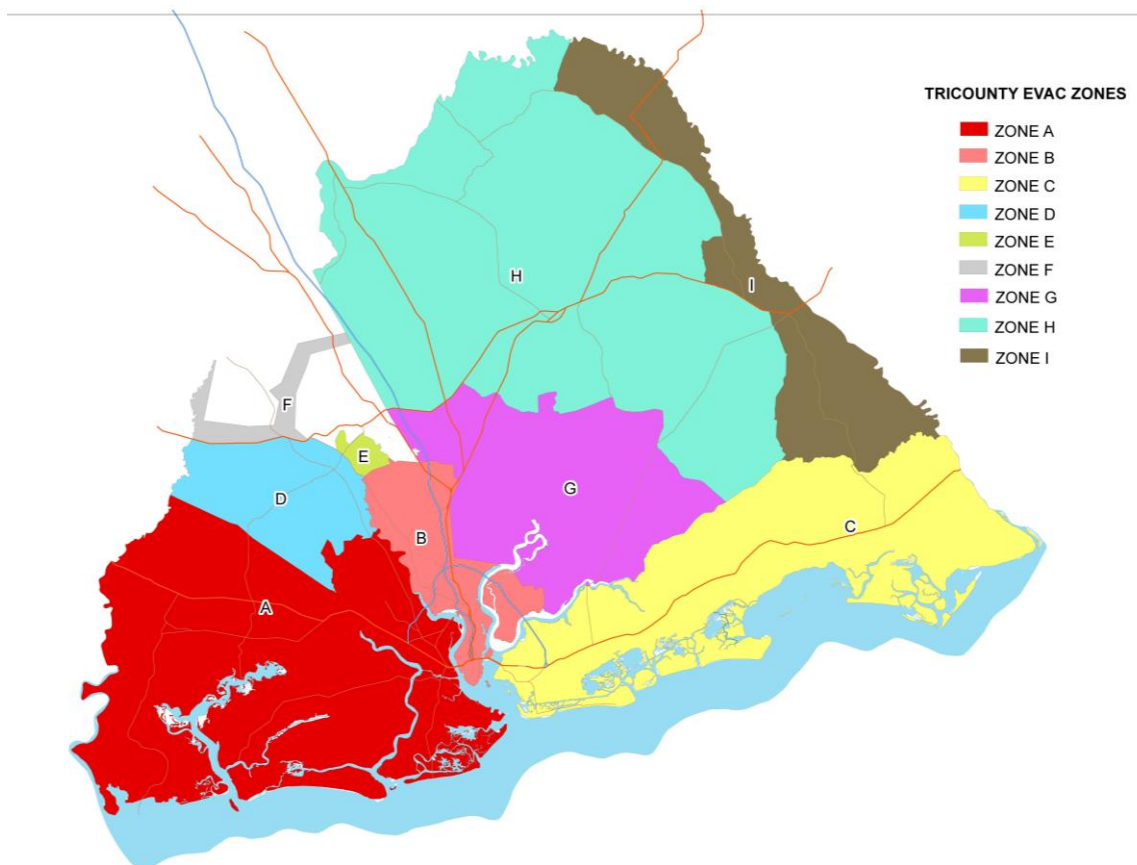 TRICOUNTY EVAC ZONES
ZONE A
ZONE B
ZONE C
ZONE D
ZONE E
ZONE F
ZONE G
ZONE H
ZONE I
H
I
F
E
D
G
C
B
A